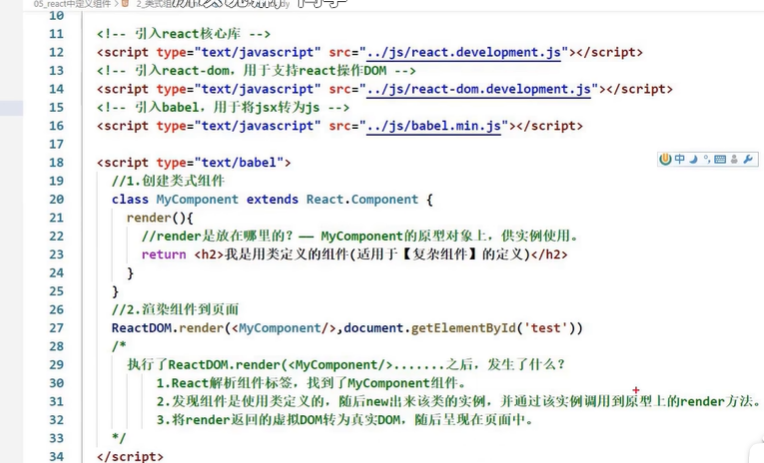 05_react中定义组件 > 2_类式组
10
11 <!-- 引入react核心库 -->
12 <script type="text/javascript" src="../js/react.development.js"></script>
13 <!-- 引入react-dom，用于支持react操作DOM -->
14 <script type="text/javascript" src="../js/react-dom.development.js"></script>
15 <!-- 引入babel，用于将jsx转为js -->
16 <script type="text/javascript" src="../js/babel.min.js"></script>
17
18 <script type="text/babel">
中
19 //1.创建类式组件
20 class MyComponent extends React.Component {
21 render(){
22 //render是放在哪里的？—— MyComponent的原型对象上，供实例使用。
23 return <h2>我是用类定义的组件(适用于【复杂组件】的定义)</h2>
24 }
25 }
26 //2.渲染组件到页面
27 ReactDOM.render(<MyComponent/>,document.getElementById('test'))
28 /*
29 执行了ReactDOM.render(<MyComponent/>.......之后，发生了什么？
30 1.React解析组件标签，找到了MyComponent组件。
31 2.发现组件是使用类定义的，随后new出来该类的实例，并通过该实例调用到原型上的render方法。
32 3.将render返回的虚拟DOM转为真实DOM，随后呈现在页面中。
33 */
34 </script>